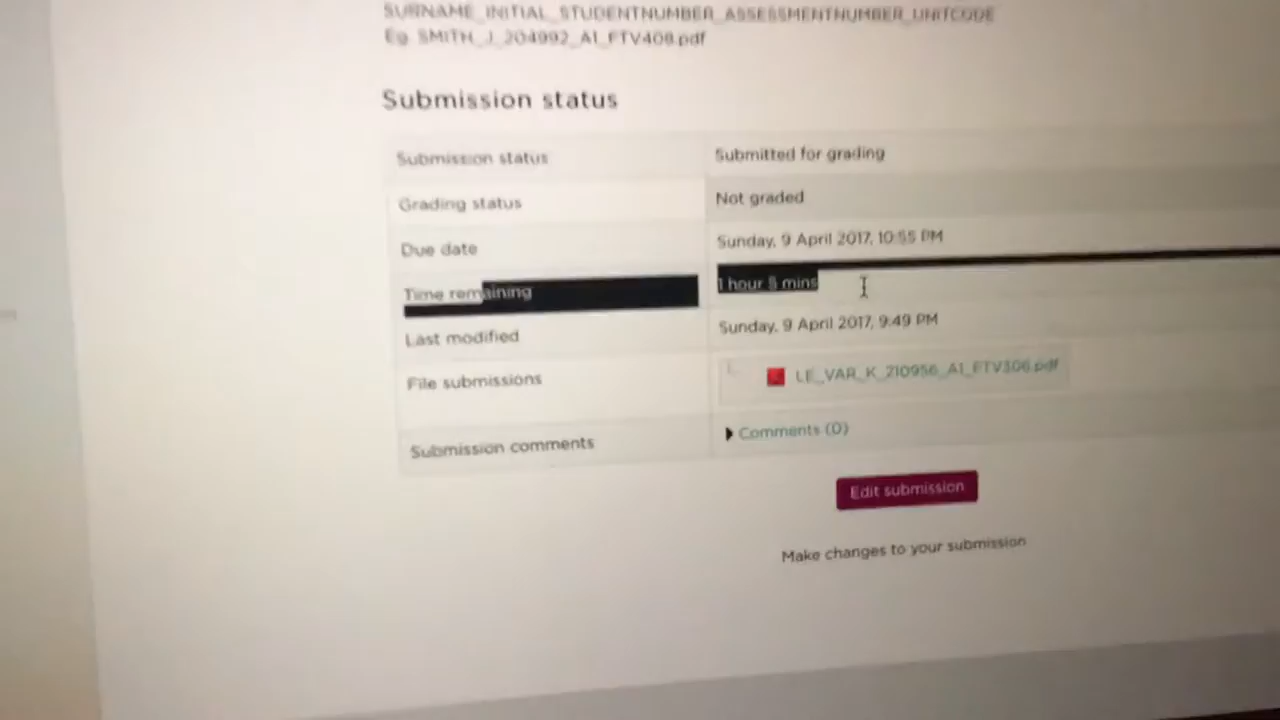 SURNAME_INITIAL_STUDENTNUMBER_ASSESSMENTNUMBER_UNITCODE
Eg. SMITH_J_204992_A1_FTV408.pdf
Submission status
Submission status Submitted for grading
Grading status Not graded
Due date Sunday, 9 April 2017, 10:55 PM
Time remaining 1 hour 5 mins
Last modified Sunday, 9 April 2017, 9:49 PM
File submissions LE_VAR_K_210956_A1_FTV306.pdf
Submission comments Comments (0)
Edit submission
Make changes to your submission